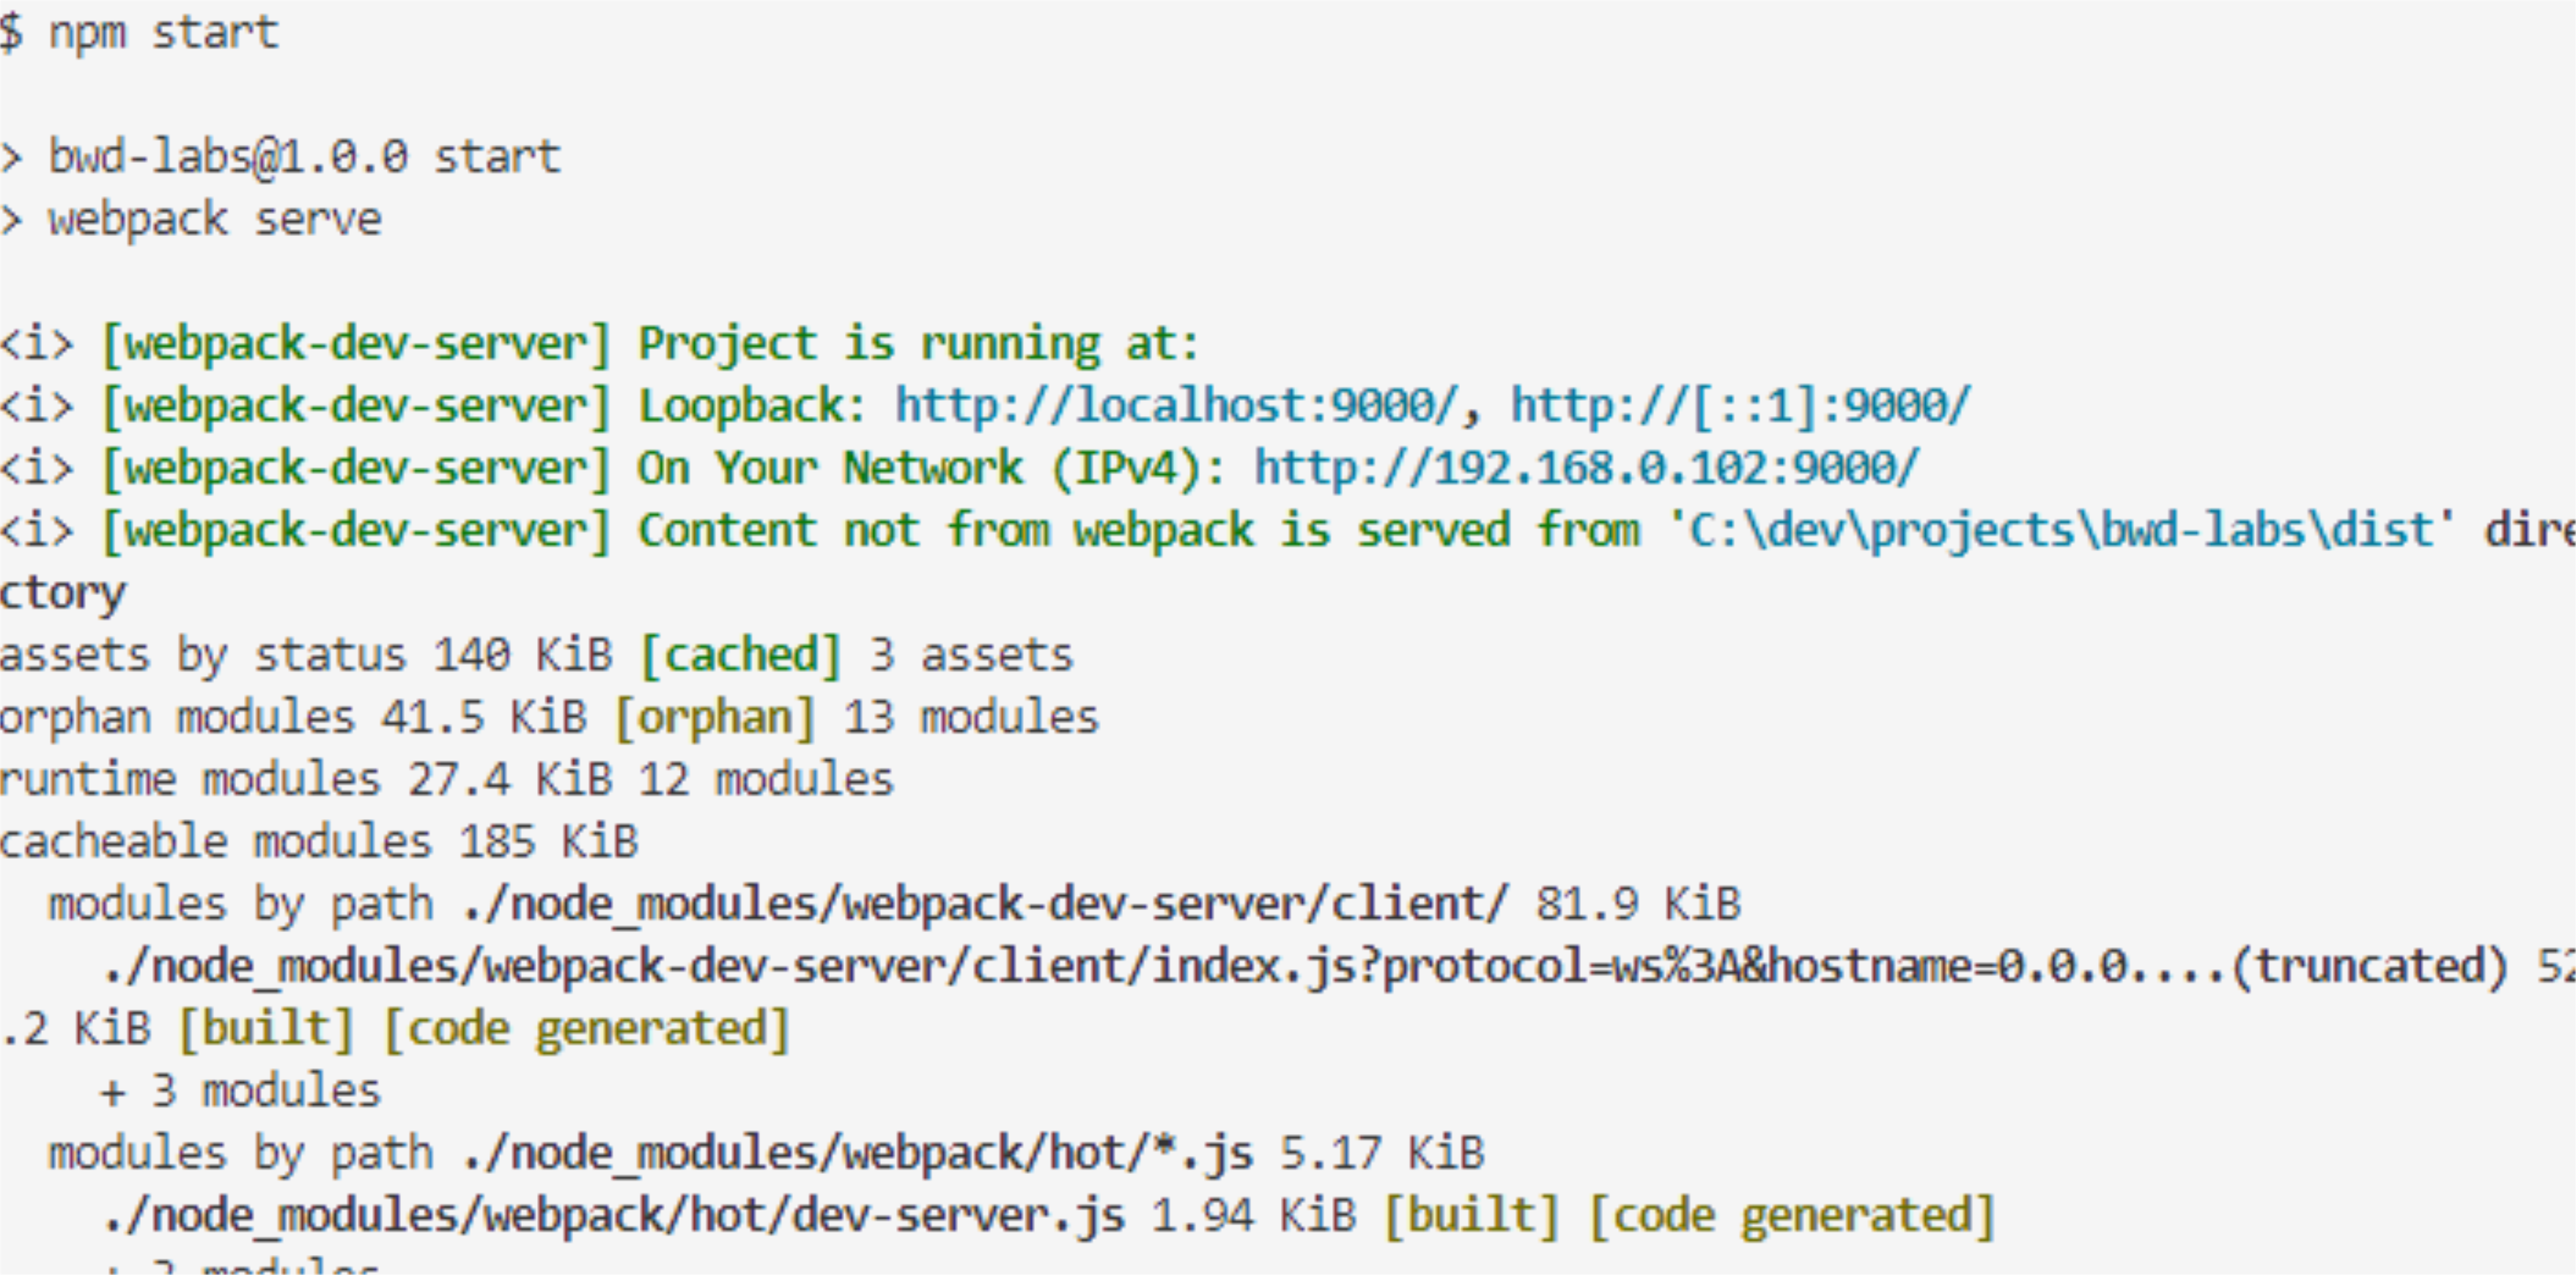 $ npm start
> bwd-labs@1.0.0 start
> webpack serve
<i> [webpack-dev-server] Project is running at:
<i> [webpack-dev-server] Loopback: http://localhost:9000/, http://[::1]:9000/
<i> [webpack-dev-server] On Your Network (IPv4): http://192.168.0.102:9000/
<i> [webpack-dev-server] Content not from webpack is served from 'C:\dev\projects\bwd-labs\dist' dire
ctory
assets by status 140 KiB [cached] 3 assets
orphan modules 41.5 KiB [orphan] 13 modules
runtime modules 27.4 KiB 12 modules
cacheable modules 185 KiB
  modules by path ./node_modules/webpack-dev-server/client/ 81.9 KiB
    ./node_modules/webpack-dev-server/client/index.js?protocol=ws%3A&hostname=0.0.0....(truncated) 52
.2 KiB [built] [code generated]
    + 3 modules
  modules by path ./node_modules/webpack/hot/*.js 5.17 KiB
    ./node_modules/webpack/hot/dev-server.js 1.94 KiB [built] [code generated]
    modules